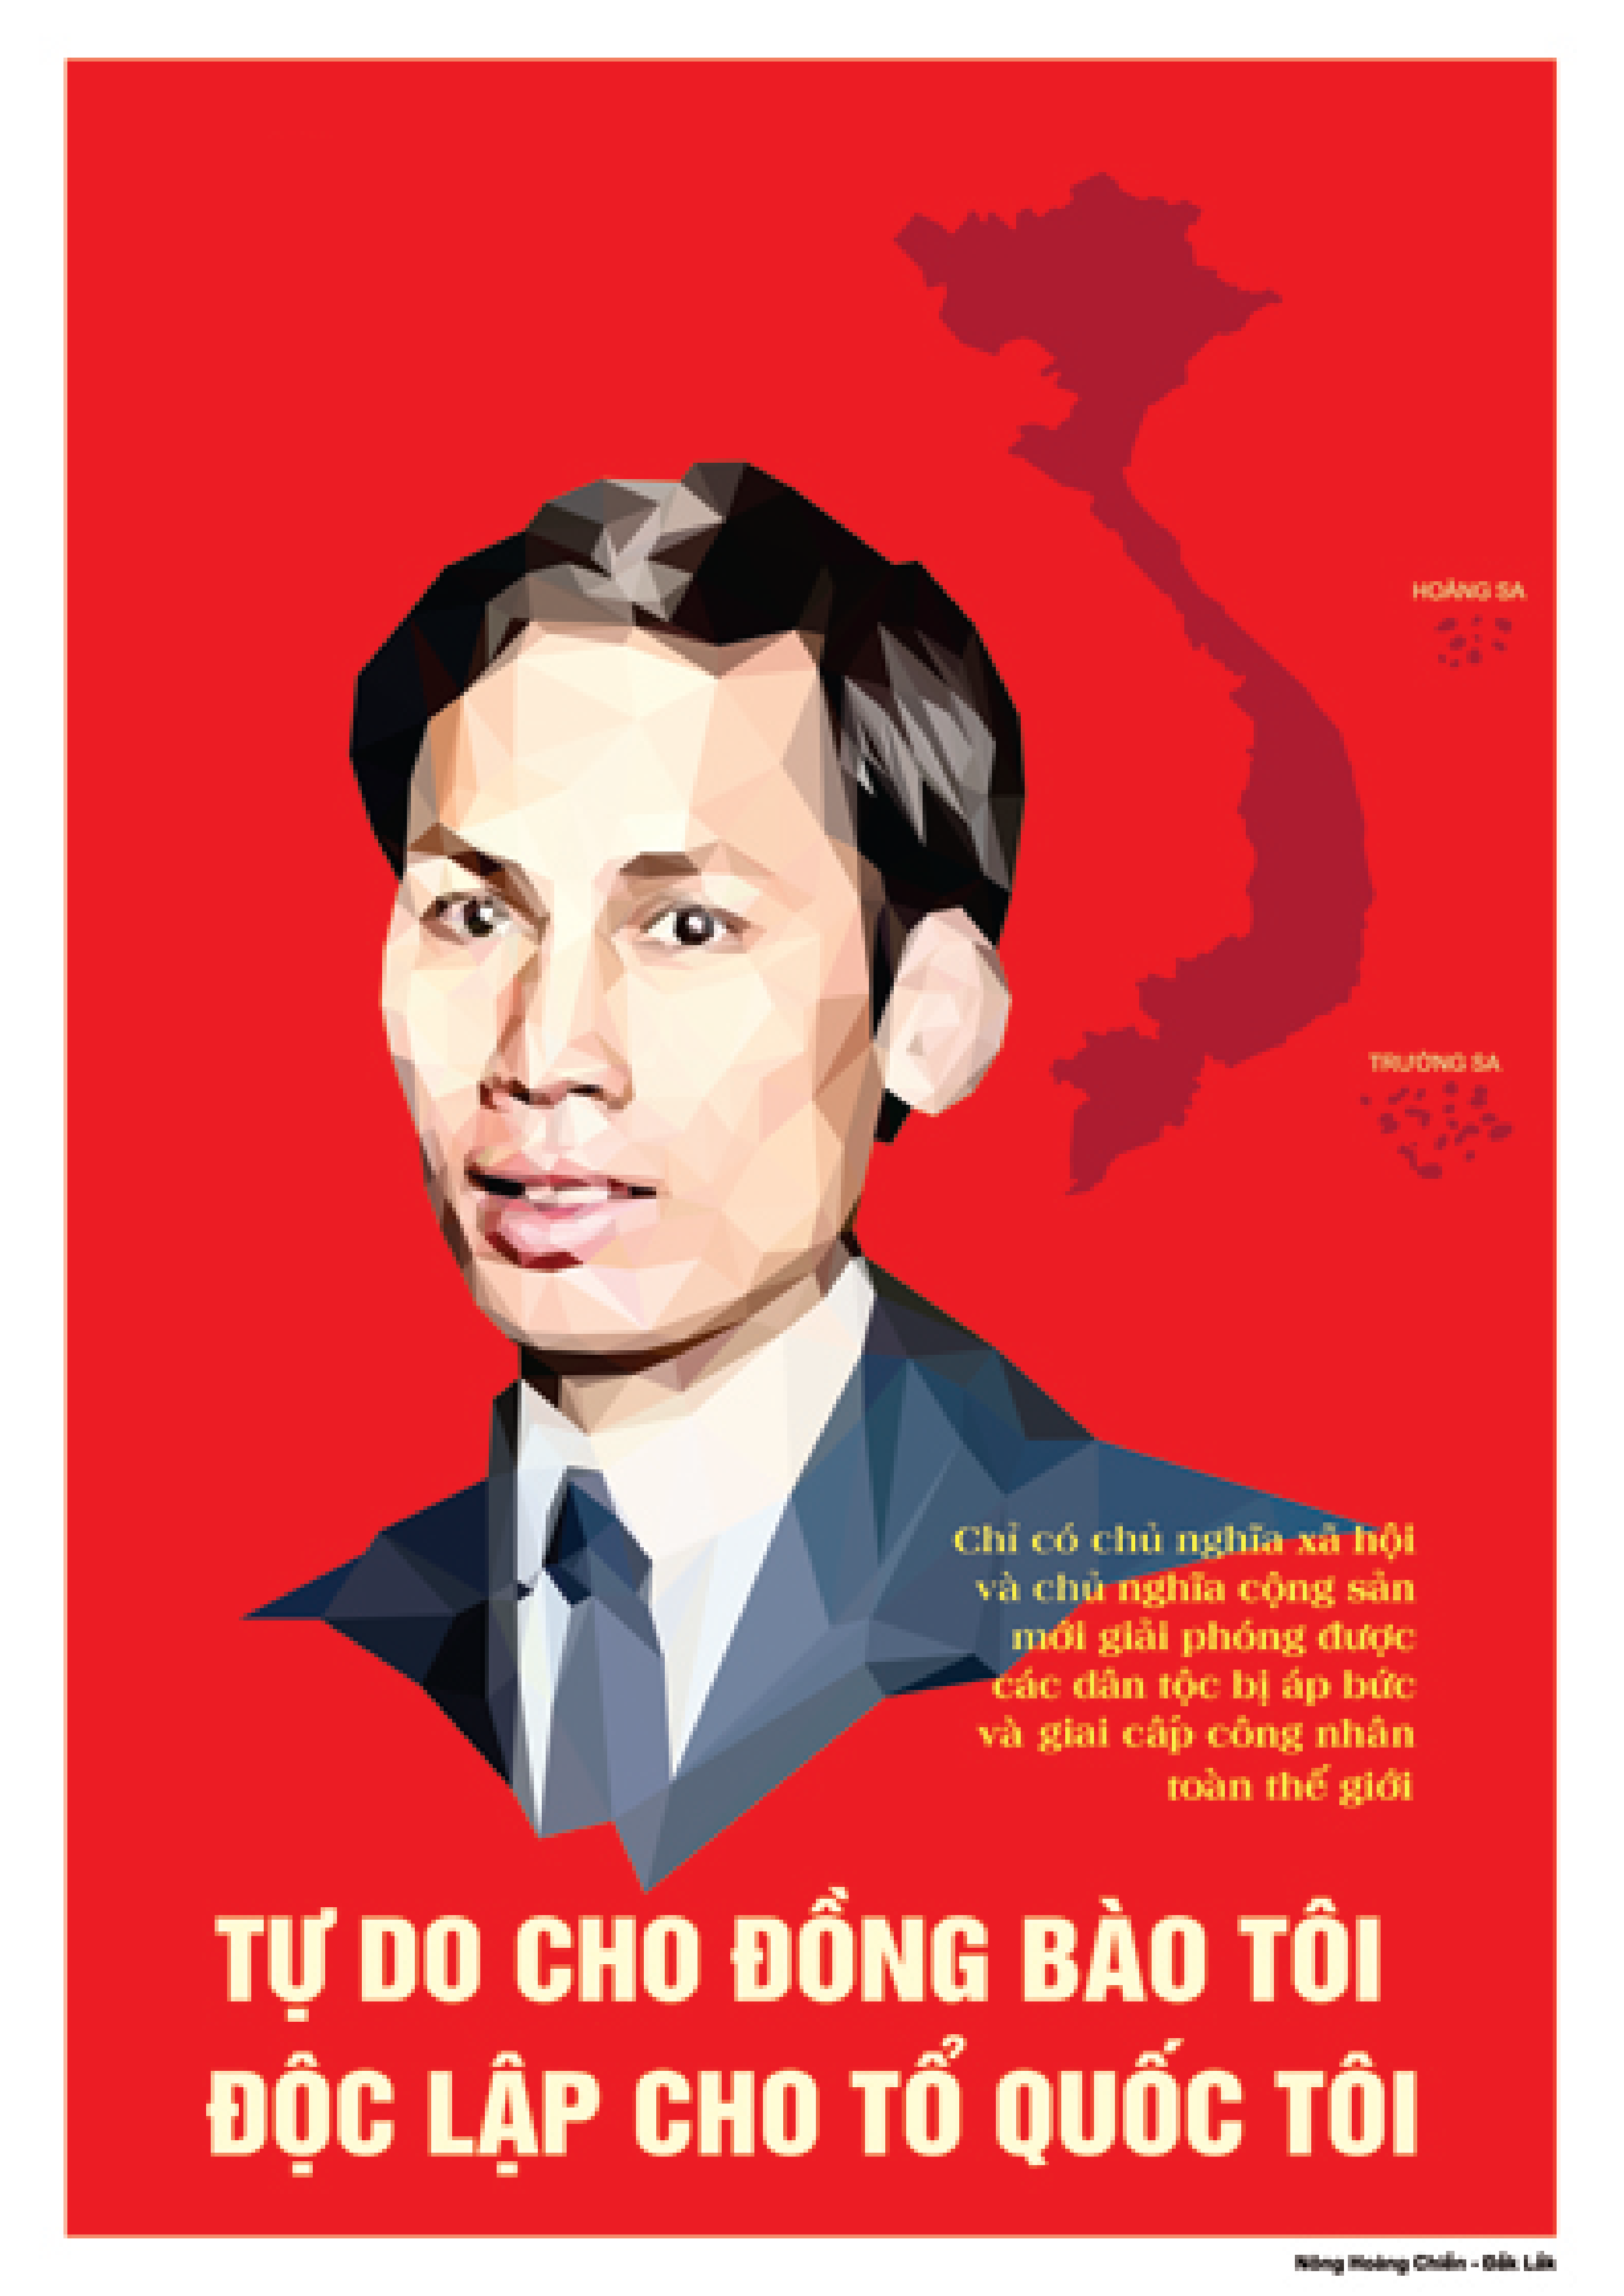 HOÀNG SA
TRƯỜNG SA
Chỉ có chủ nghĩa xã hội
và chủ nghĩa cộng sản
mới giải phóng được
các dân tộc bị áp bức
và giai cấp công nhân
toàn thế giới
TỰ DO CHO ĐỒNG BÀO TÔI
ĐỘC LẬP CHO TỔ QUỐC TÔI
Nông Hoàng Chiến - Đắk Lắk